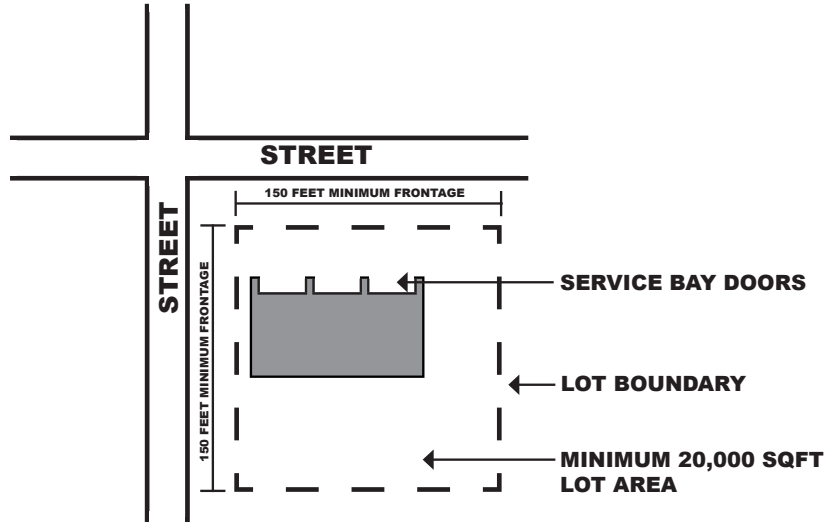 STREET
150 FEET MINIMUM FRONTAGE
STREET
150 FEET MINIMUM FRONTAGE
SERVICE BAY DOORS
LOT BOUNDARY
MINIMUM 20,000 SQFT
LOT AREA